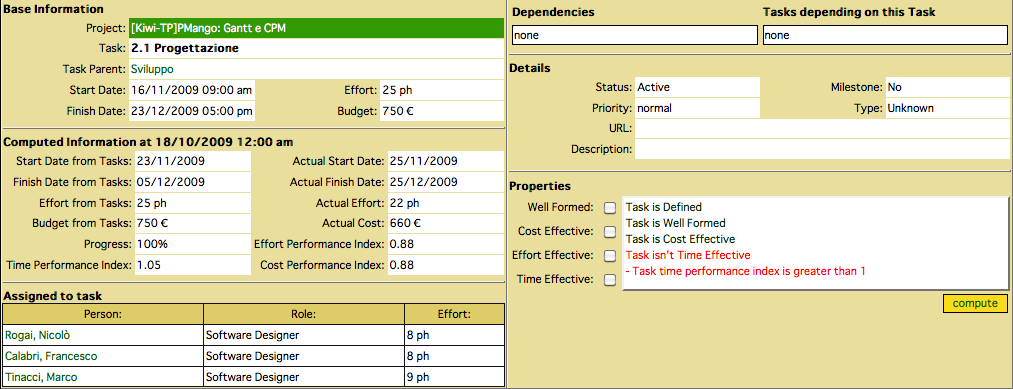 Base Information
Project: [Kiwi-TP]PMango: Gantt e CPM
Task: 2.1 Progettazione
Task Parent: Sviluppo
Start Date: 16/11/2009 09:00 am Effort: 25 ph
Finish Date: 23/12/2009 05:00 pm Budget: 750 €
Computed Information at 18/10/2009 12:00 am
Start Date from Tasks: 23/11/2009 Actual Start Date: 25/11/2009
Finish Date from Tasks: 05/12/2009 Actual Finish Date: 25/12/2009
Effort from Tasks: 25 ph Actual Effort: 22 ph
Budget from Tasks: 750 € Actual Cost: 660 €
Progress: 100% Effort Performance Index: 0.88
Time Performance Index: 1.05 Cost Performance Index: 0.88
Assigned to task
Person: Role: Effort:
Rogai, Nicolò Software Designer 8 ph
Calabri, Francesco Software Designer 8 ph
Tinacci, Marco Software Designer 9 ph
Dependencies Tasks depending on this Task
none none
Details
Status: Active Milestone: No
Priority: normal Type: Unknown
URL:
Description:
Properties
Well Formed:
Cost Effective:
Effort Effective:
Time Effective:
Task is Defined
Task is Well Formed
Task is Cost Effective
Task isn't Time Effective
- Task time performance index is greater than 1
compute